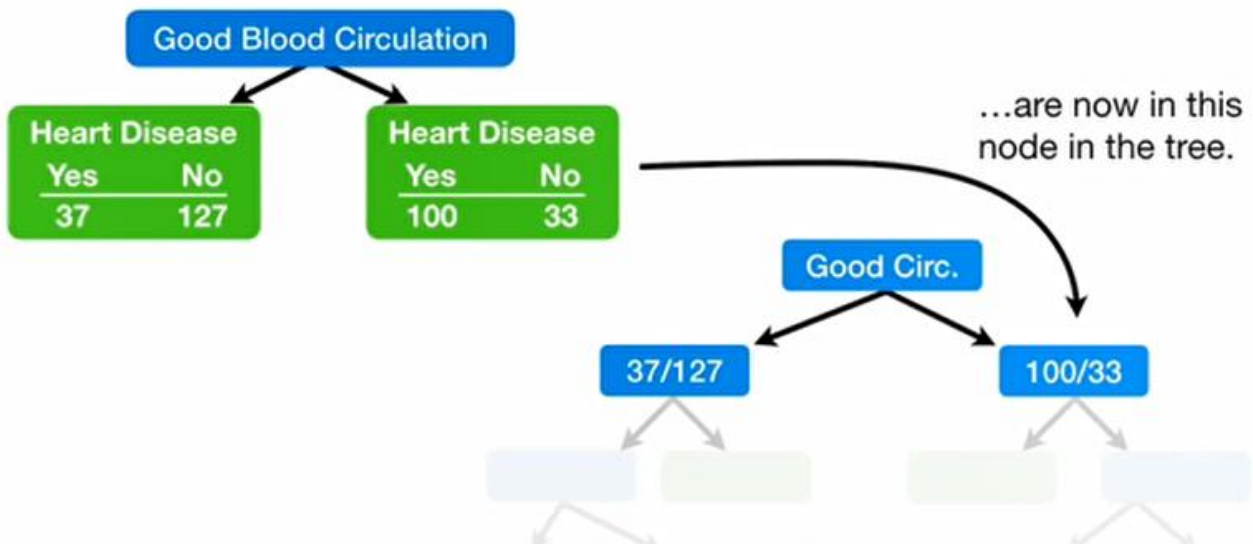 Good Blood Circulation
Heart Disease
Yes No
37 127
Heart Disease
Yes No
100 33
...are now in this
node in the tree.
Good Circ.
37/127
100/33